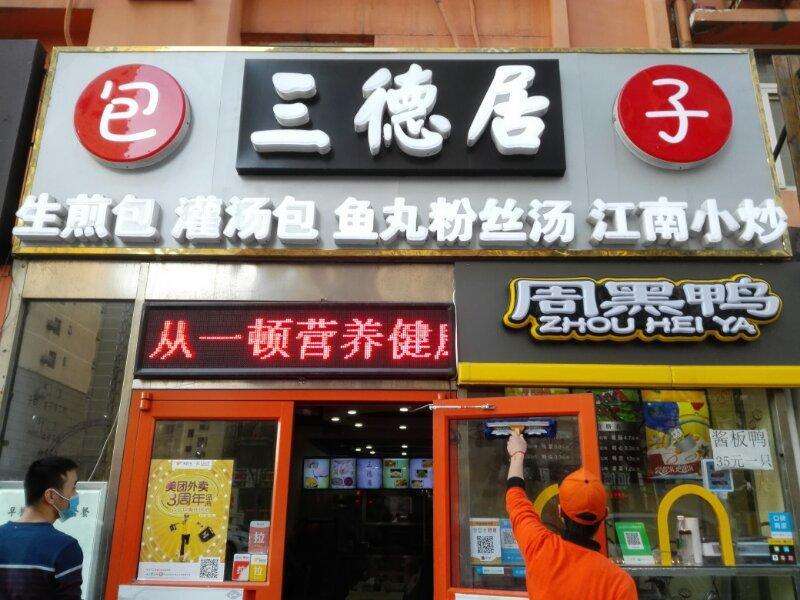 包 三德居 子
生煎包 灌汤包 鱼丸粉丝汤 江南小炒
周黑鸭
ZHOU HEI YA
从一顿营养健
酱板鸭
35元一只
美团外卖
3周年
拉
拉